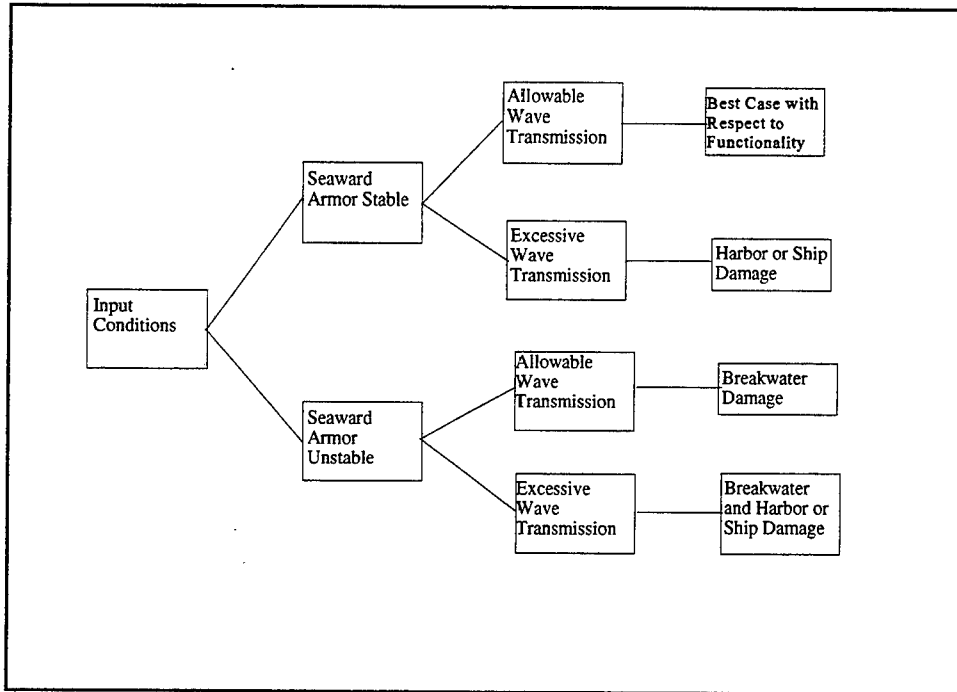 Input
Conditions
Seaward
Armor Stable
Seaward
Armor
Unstable
Allowable
Wave
Transmission
Excessive
Wave
Transmission
Allowable
Wave
Transmission
Excessive
Wave
Transmission
Best Case with
Respect to
Functionality
Harbor or Ship
Damage
Breakwater
Damage
Breakwater
and Harbor or
Ship Damage